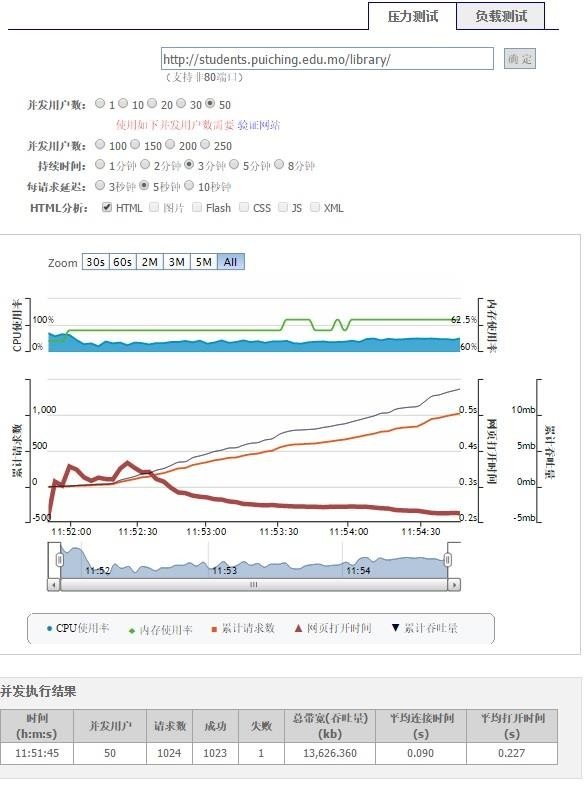 压力测试 负载测试
http://students.puiching.edu.mo/library/ 确 定
（支持非80端口）
并发用户数： 1 10 20 30 50
使用如下并发用户数需要 验证网站
并发用户数： 100 150 200 250
持续时间： 1分钟 2分钟 3分钟 5分钟 8分钟
每请求延迟： 3秒钟 5秒钟 10秒钟
HTML分析： HTML 图片 Flash CSS JS XML
Zoom 30s 60s 2M 3M 5M All
CPU使用率 100% 0% 62.5% 60% 内存使用率
累计请求数 1,000 500 0 -500
0.5s 0.4s 0.3s 0.2s 网页打开时间
10mb 5mb 0mb -5mb 累计吞吐量
11:52:00 11:52:30 11:53:00 11:53:30 11:54:00 11:54:30
11:52 11:53 11:54
CPU使用率 内存使用率 累计请求数 网页打开时间 累计吞吐量
并发执行结果
时间 (h:m:s) 并发用户 请求数 成功 失败 总带宽(吞吐量) (kb) 平均连接时间 (s) 平均打开时间 (s)
11:51:45 50 1024 1023 1 13,626.360 0.090 0.227